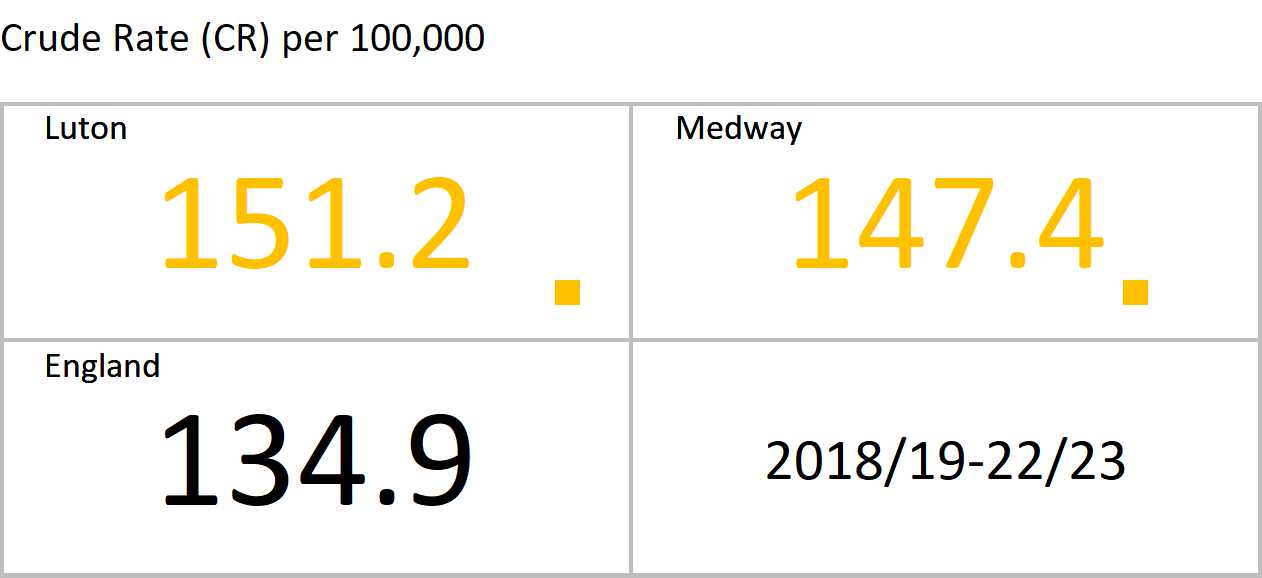 Crude Rate (CR) per 100,000
Luton
151.2
Medway
147.4
England
134.9
2018/19-22/23